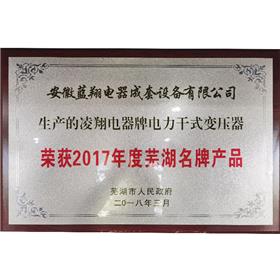 安徽蓝翔电器成套设备有限公司
生产的凌翔电器牌电力干式变压器
荣获2017年度芜湖名牌产品
芜湖市人民政府
二〇一八年三月